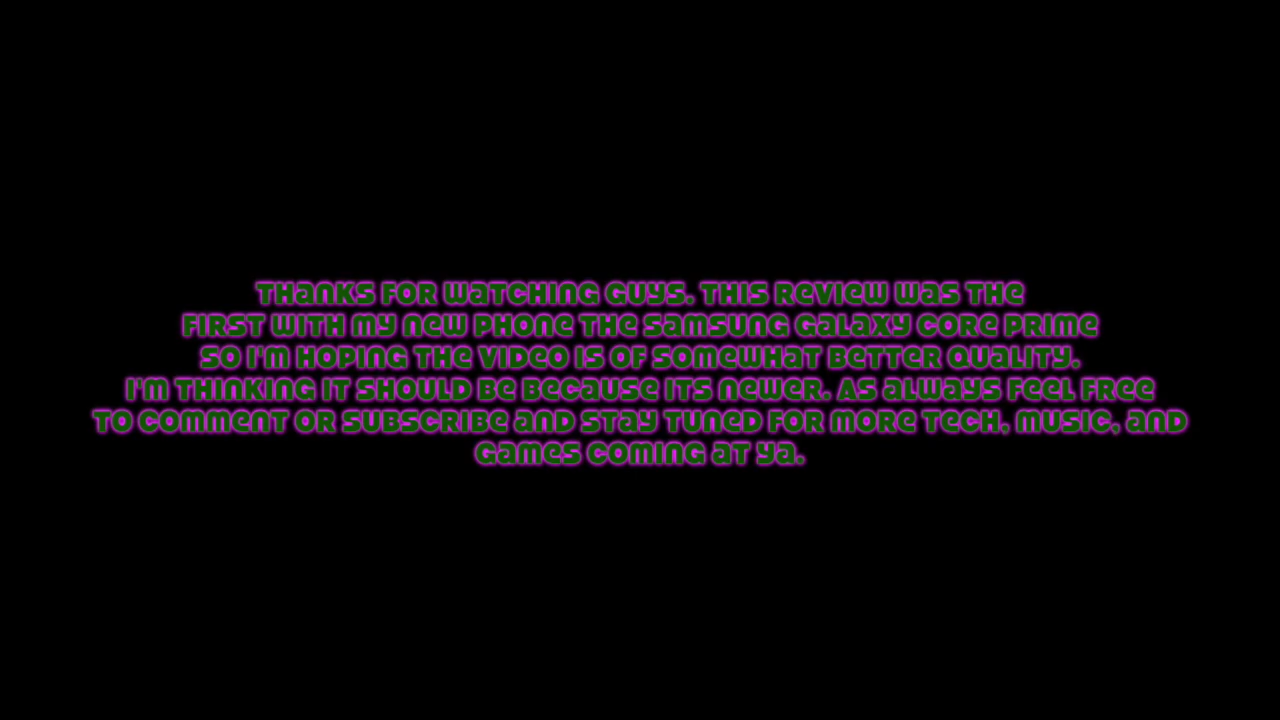 Thanks for watching guys. This review was the
first with my new phone the Samsung Galaxy Core Prime
so I'm hoping the video is of somewhat better quality.
I'm thinking it should be because its newer. As always feel free
to comment or subscribe and stay tuned for more tech, music, and
games coming at ya.